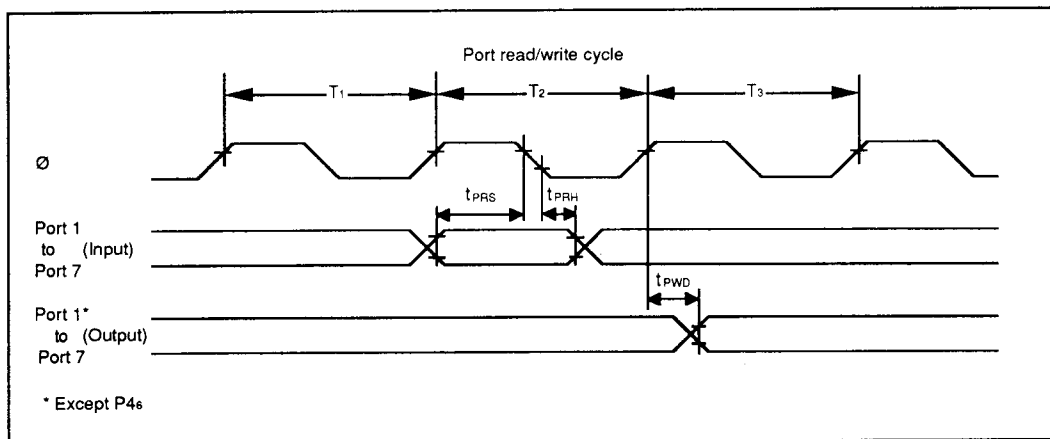 Port read/write cycle
T₁ T₂ T₃
Ø
tPRS tPRH
Port 1
to (Input)
Port 7
tPWD
Port 1*
to (Output)
Port 7
* Except P4₆